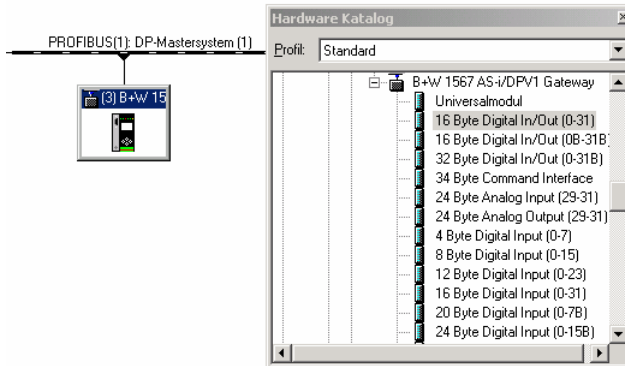 PROFIBUS(1): DP-Mastersystem (1)
(3) B+W 15
Hardware Katalog
Profil: Standard
B+W 1567 AS-i/DPV1 Gateway
Universalmodul
16 Byte Digital In/Out (0-31)
16 Byte Digital In/Out (0B-31B)
32 Byte Digital In/Out (0-31B)
34 Byte Command Interface
24 Byte Analog Input (29-31)
24 Byte Analog Output (29-31)
4 Byte Digital Input (0-7)
8 Byte Digital Input (0-15)
12 Byte Digital Input (0-23)
16 Byte Digital Input (0-31)
20 Byte Digital Input (0-7B)
24 Byte Digital Input (0-15B)